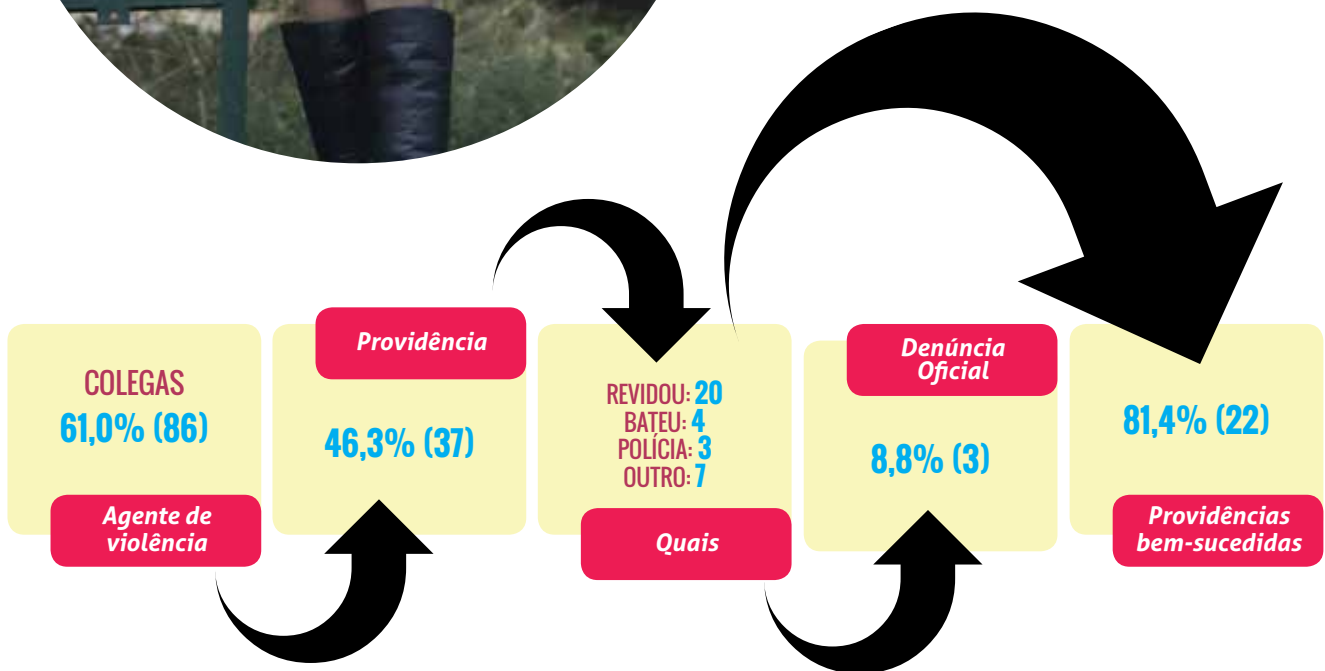 COLEGAS
61,0% (86)
Agente de
violência
Providência
46,3% (37)
REVIDOU: 20
BATEU: 4
POLÍCIA: 3
OUTRO: 7
Quais
Denúncia
Oficial
8,8% (3)
81,4% (22)
Providências
bem-sucedidas